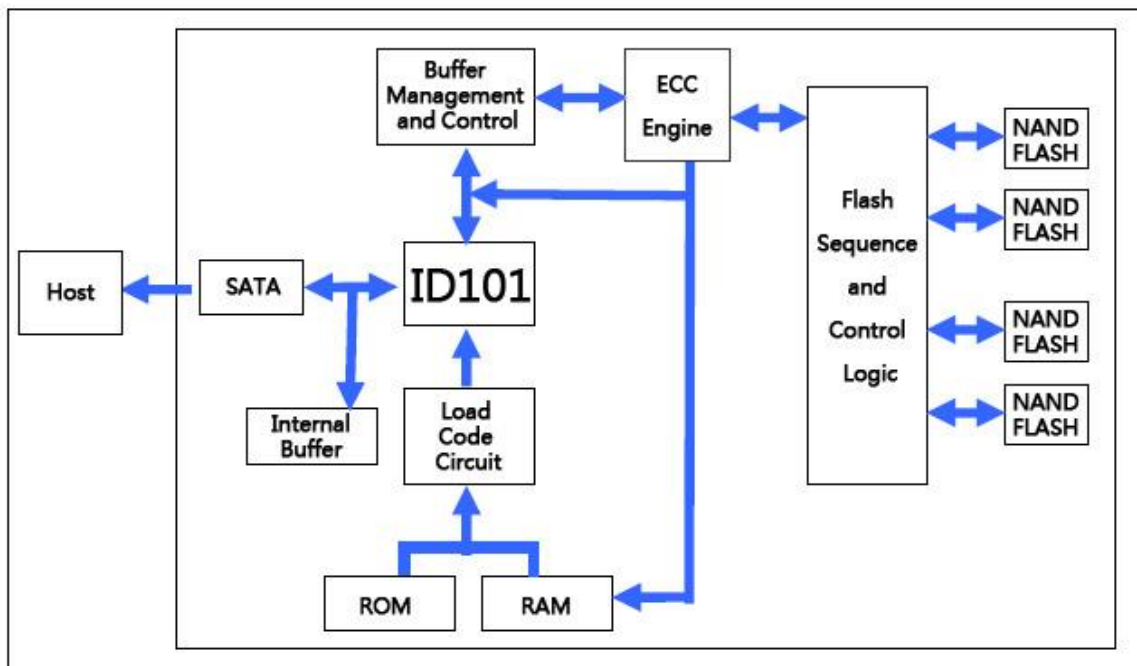 Buffer
Management
and Control
ECC
Engine
NAND
FLASH
NAND
FLASH
Flash
Sequence
and
Control
Logic
Host
SATA
ID101
NAND
FLASH
NAND
FLASH
Internal
Buffer
Load
Code
Circuit
ROM
RAM